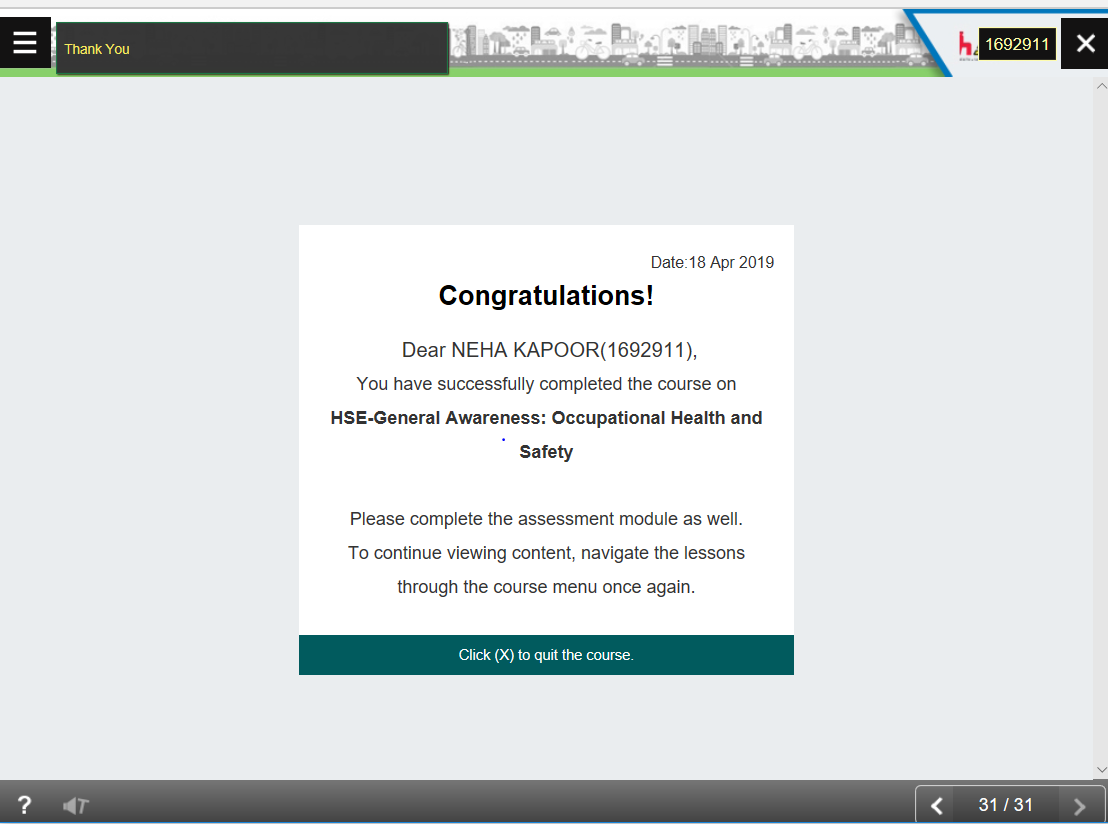 Thank You
1692911
Date:18 Apr 2019
Congratulations!
Dear NEHA KAPOOR(1692911),
You have successfully completed the course on
HSE-General Awareness: Occupational Health and
Safety
Please complete the assessment module as well.
To continue viewing content, navigate the lessons
through the course menu once again.
Click (X) to quit the course.
? T
31 / 31